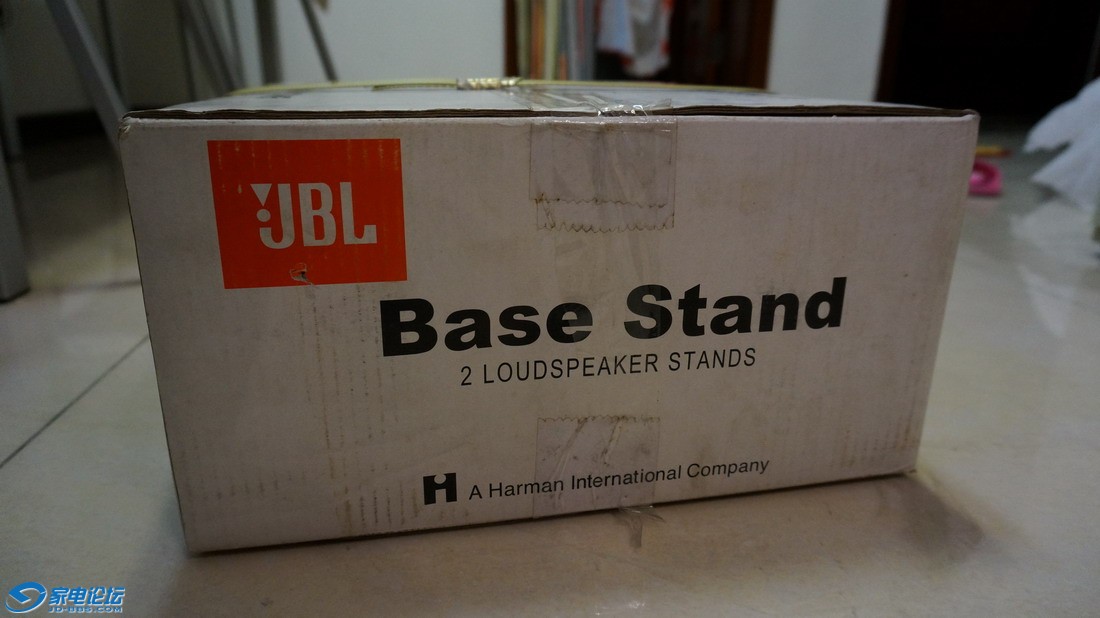 JBL
Base Stand
2 LOUDSPEAKER STANDS
A Harman International Company
家电论坛
JD-BBS.COM